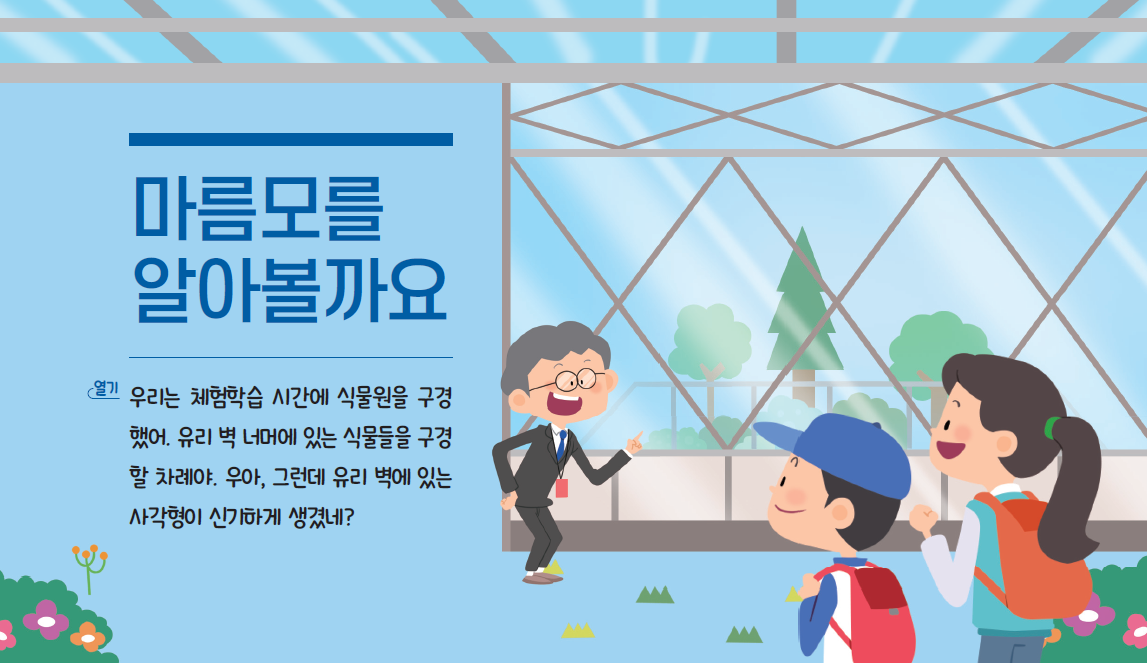 마름모를
알아볼까요
열기
우리는 체험학습 시간에 식물원을 구경
했어. 유리 벽 너머에 있는 식물들을 구경
할 차례야. 우아, 그런데 유리 벽에 있는
사각형이 신기하게 생겼네?